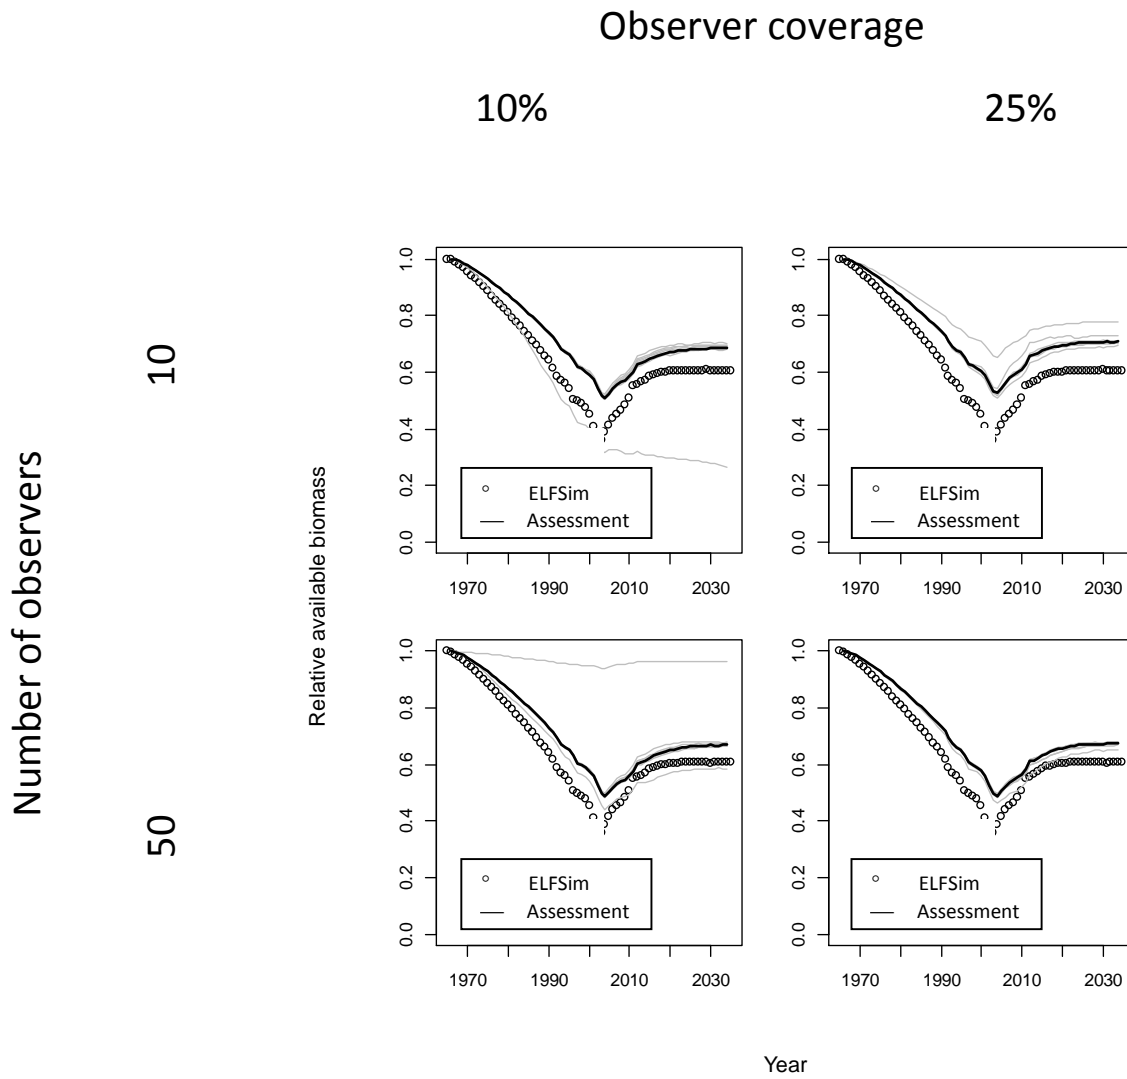 Observer coverage
10%
25%
Number of observers
10
50
Relative available biomass
1.0
0.8
0.6
0.4
0.2
0.0
ELFSim
Assessment
1970 1990 2010 2030
1.0
0.8
0.6
0.4
0.2
0.0
ELFSim
Assessment
1970 1990 2010 2030
1.0
0.8
0.6
0.4
0.2
0.0
ELFSim
Assessment
1970 1990 2010 2030
1.0
0.8
0.6
0.4
0.2
0.0
ELFSim
Assessment
1970 1990 2010 2030
Year